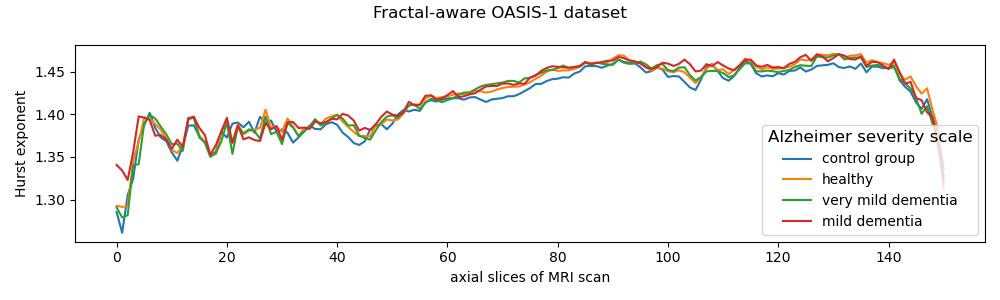 Fractal-aware OASIS-1 dataset
Hurst exponent
1.45
1.40
1.35
1.30
Alzheimer severity scale
control group
healthy
very mild dementia
mild dementia
0 20 40 60 80 100 120 140
axial slices of MRI scan